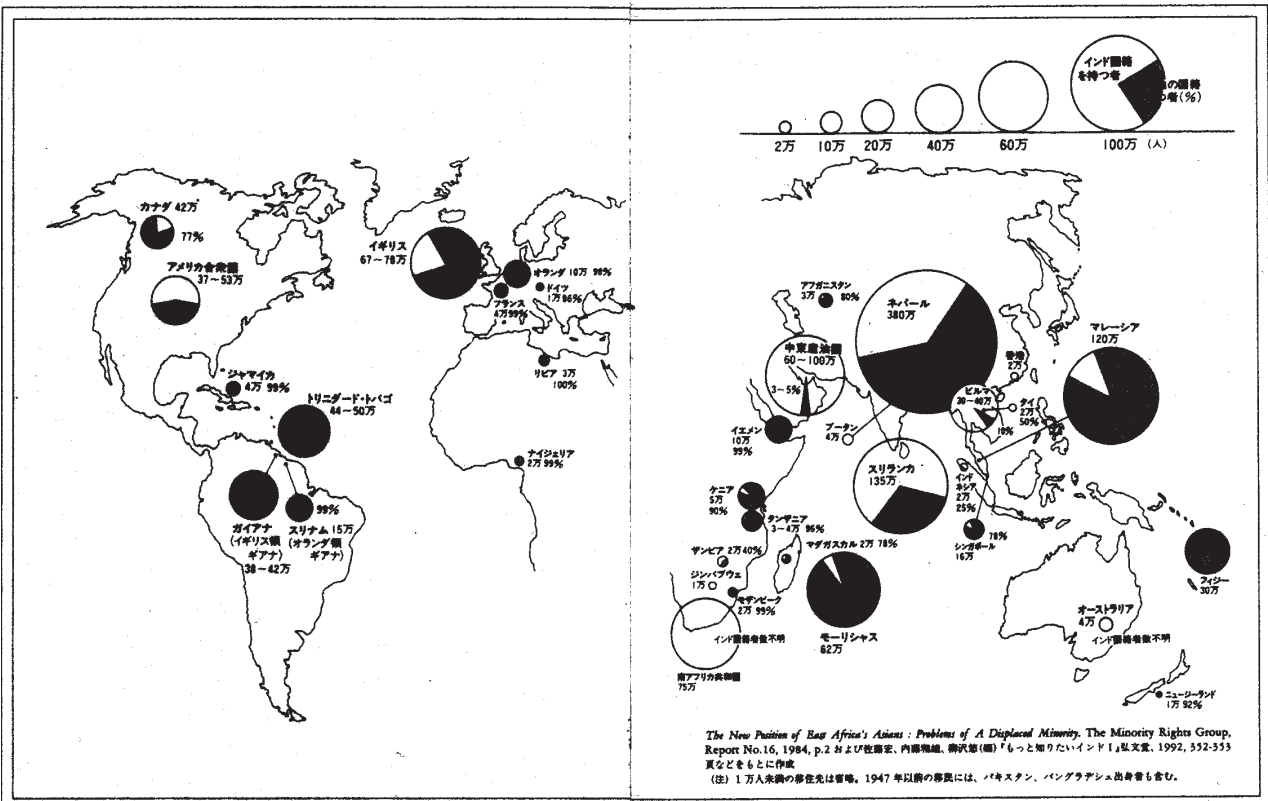 インド国籍
を持つ者
の国籍
者(%)
2万
10万
20万
40万
60万
100万 (人)
カナダ 42万
77%
アメリカ合衆国
37~53万
イギリス
67~78万
オランダ 10万 99%
ドイツ
1万 86%
フランス
4万 99%
リビア 3万
100%
ジャマイカ
4万 99%
トリニダード・トバゴ
44~50万
ナイジェリア
2万 99%
ガイアナ
(イギリス領
ギアナ)
38~42万
99%
スリナム 15万
(オランダ領
ギアナ)
アフガニスタン
3万 80%
ネパール
380万
中東産油国
60~100万
3~5%
マレーシア
120万
香港
2万
ビルマ
30~40万
10%
タイ
2万
50%
イエメン
10万
99%
ブータン
4万
スリランカ
135万
インド
ネシア
2万
25%
ケニア
5万
90%
タンザニア
3~4万 96%
78%
シンガポール
16万
ザンビア 2万 40%
マダガスカル 2万 78%
ジンバブウェ
1万
モザンビーク
2万 99%
モーリシャス
62万
フィジー
30万
オーストラリア
4万
インド国籍者数不明
インド国籍者数不明
南アフリカ共和国
75万
ニュージーランド
1万 92%
The New Position of East Africa's Asians : Problems of A Displaced Minority. The Minority Rights Group,
Report No.16, 1984, p.2 および佐藤宏、内藤雅雄、柳沢悠(編)『もっと知りたいインドⅠ』弘文堂, 1992, 352-353
頁などをもとに作成
(注) 1万人未満の移住先は省略。1947年以前の移民には、パキスタン、バングラデシュ出身者も含む。